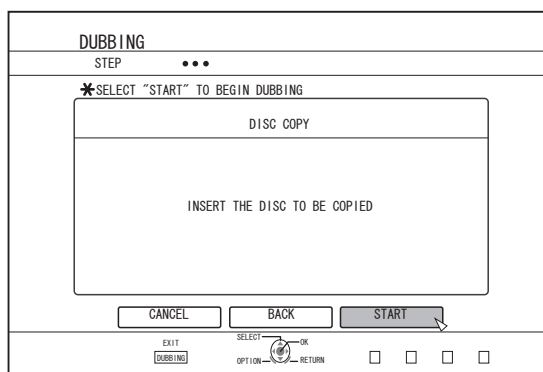 DUBBING
STEP ●●●
*SELECT "START" TO BEGIN DUBBING
DISC COPY
INSERT THE DISC TO BE COPIED
CANCEL BACK START
EXIT
DUBBING
SELECT OK
OPTION RETURN